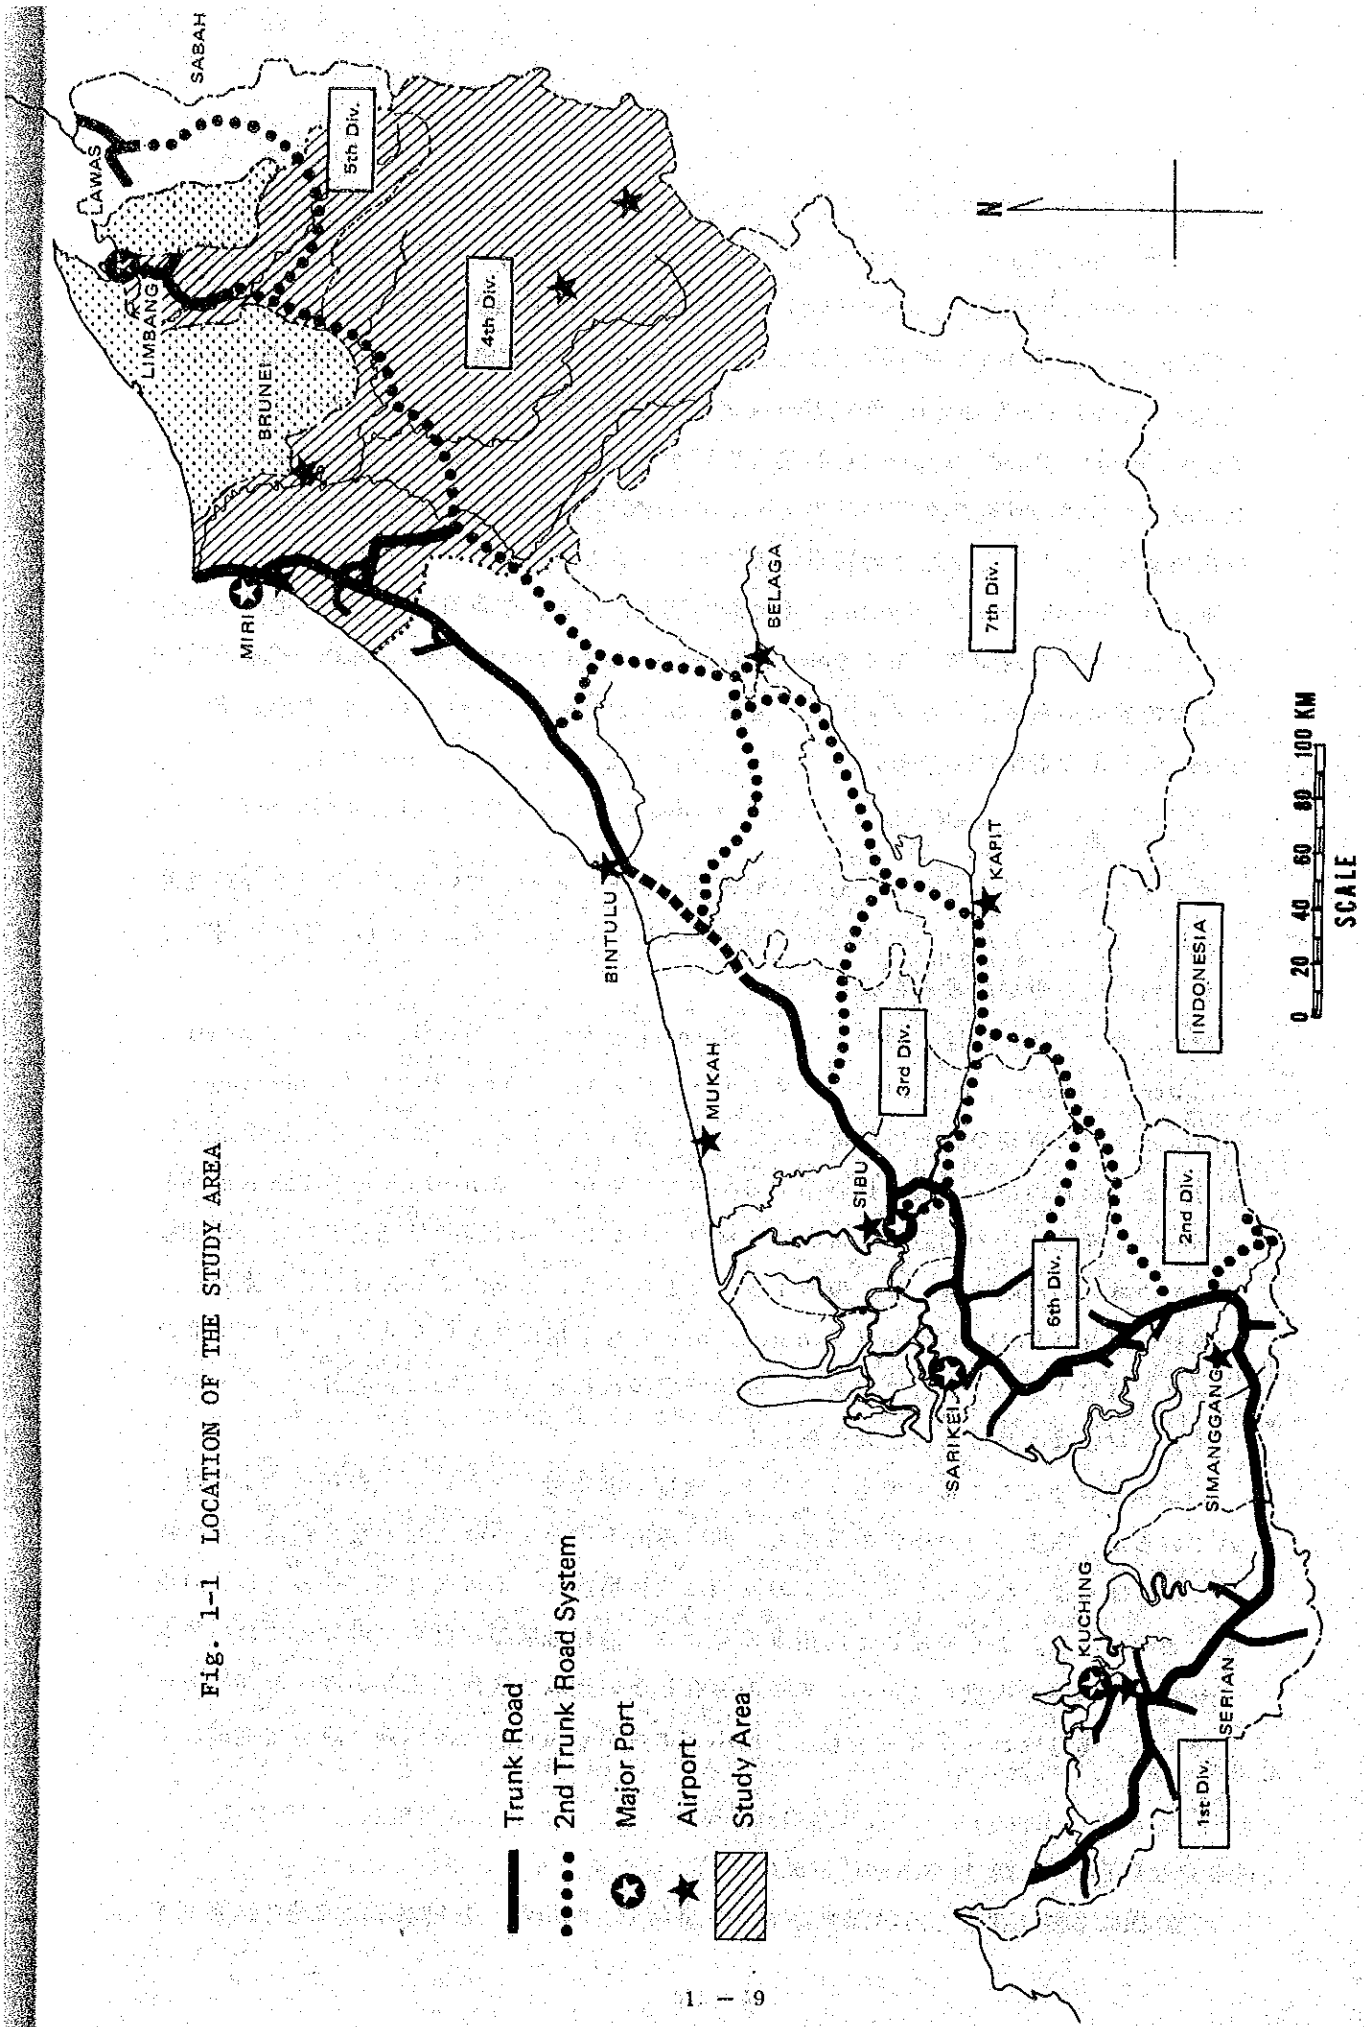 Fig. 1-1 LOCATION OF THE STUDY AREA
Trunk Road
2nd Trunk Road System
Major Port
Airport
Study Area
SABAH
LAWAS
LIMBANG
BRUNEI
5th Div.
4th Div.
MIRI
BELAGA
7th Div.
BINTULU
KAPIT
MUKAH
3rd Div.
INDONESIA
SIBU
2nd Div.
6th Div.
SARIKEI
SIMANGGANG
KUCHING
SERIAN
1st Div.
N
0 20 40 60 80 100 KM
SCALE
1 - 9